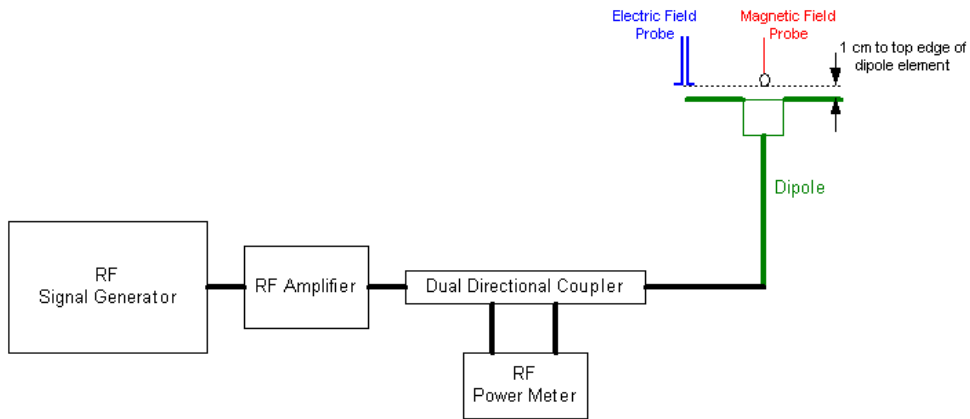 Electric Field
Probe
Magnetic Field
Probe
1 cm to top edge of
dipole element
Dipole
RF
Signal Generator
RF Amplifier
Dual Directional Coupler
RF
Power Meter